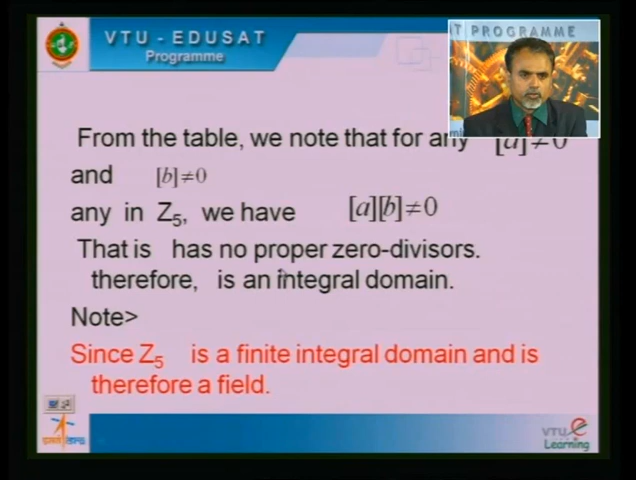 VTU - EDUSAT
Programme
T PROGRAMME
From the table, we note that for any [a]≠0
and [b]≠0
any in Z₅, we have [a][b]≠0
That is has no proper zero-divisors.
therefore, is an integral domain.
Note>
Since Z₅ is a finite integral domain and is
therefore a field.
VTU e
Learning